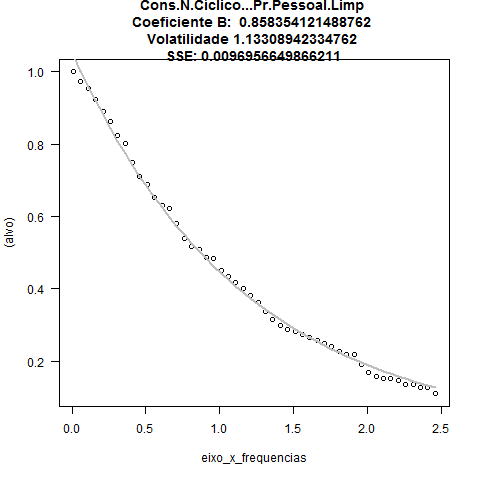 Cons.N.Ciclico...Pr.Pessoal.Limp
Coeficiente B:  0.858354121488762
Volatilidade 1.13308942334762
SSE: 0.0096956649866211
1.0
0.8
0.6
0.4
0.2
(alvo)
0.0 0.5 1.0 1.5 2.0 2.5
eixo_x_frequencias